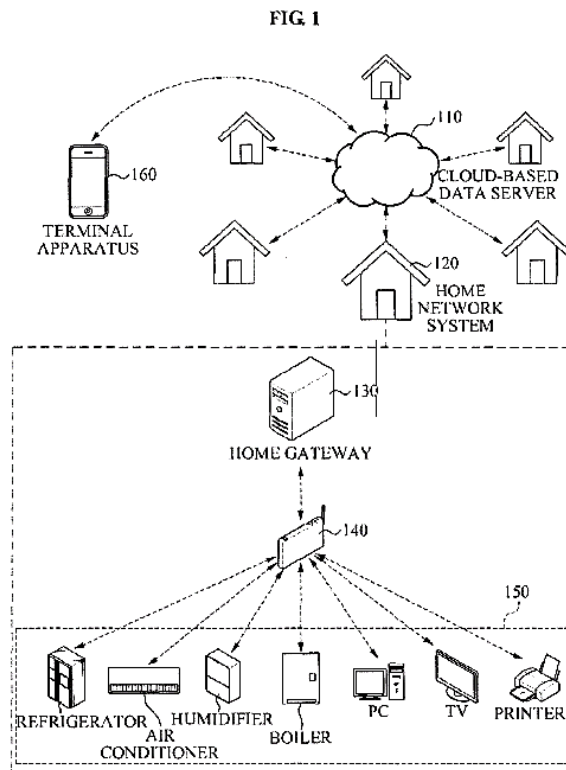 FIG. 1
110
CLOUD-BASED
DATA SERVER
160
TERMINAL
APPARATUS
120
HOME
NETWORK
SYSTEM
130
HOME GATEWAY
140
150
REFRIGERATOR
AIR
CONDITIONER
HUMIDIFIER
BOILER
PC
TV
PRINTER